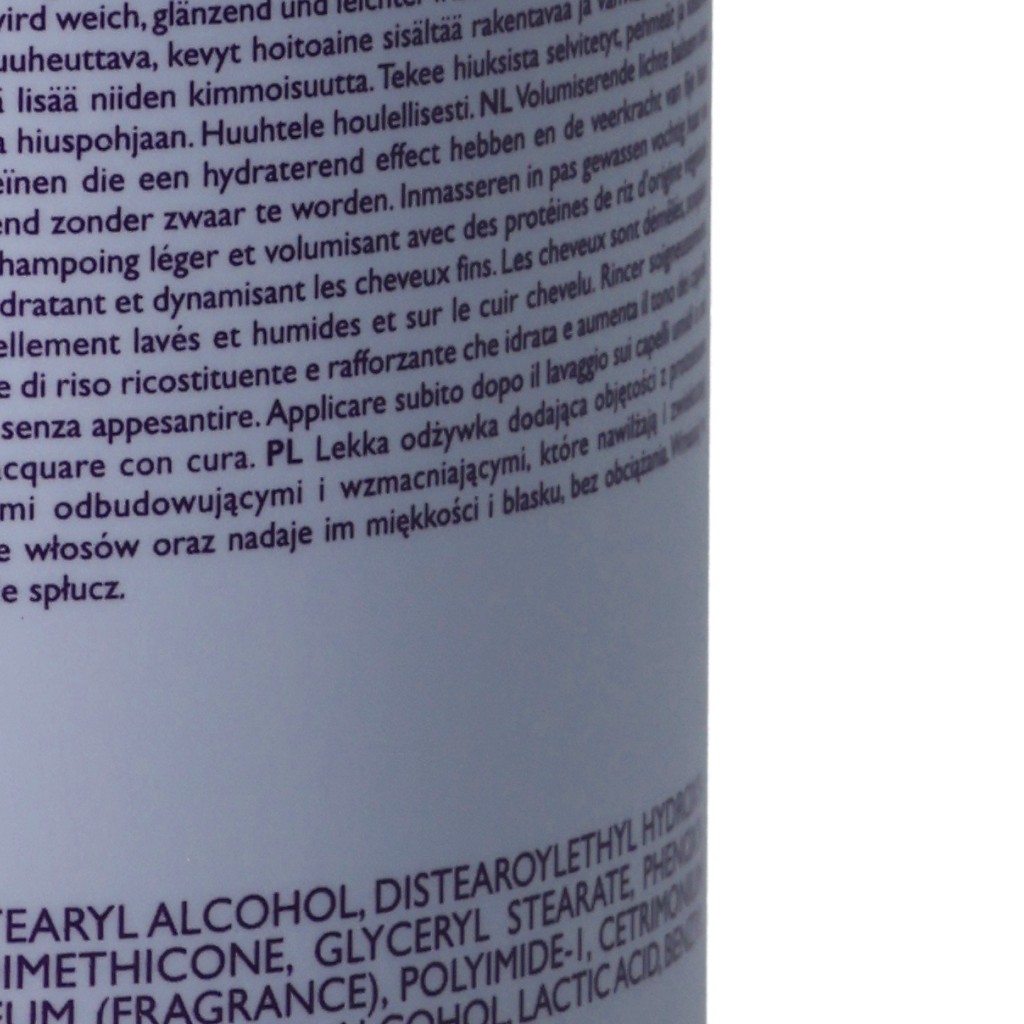 weich, glänzend und
kevyt hoitoaine sisältää rakentavaa ja
lisää niiden kimmoisuutta. Tekee hiuksista selvitetyt, pehmeät ja
hiuspohjaan. Huuhtele houlellisesti. NL Volumiserende lichte
die een hydraterend effect hebben en de veerkracht van
zonder zwaar te worden. Inmasseren in pas gewassen vochtig
hampoing léger et volumisant avec des protéines de riz d'origine
dratant et dynamisant les cheveux fins. Les cheveux sont démêlés,
ellement lavés et humides et sur le cuir chevelu. Rincer
e di riso ricostituente e rafforzante che idrata e aumenta il tono dei
senza appesantire. Applicare subito dopo il lavaggio sui capelli
cquare con cura. PL Lekka odżywka dodająca objętości z
mi odbudowującymi i wzmacniającymi, które nawilżają i
e włosów oraz nadaje im miękkości i blasku, bez obciążania.
e spłucz.
TEARYL ALCOHOL, DISTEAROYLETHYL
IMETHICONE, GLYCERYL STEARATE,
(FRAGRANCE), POLYIMIDE-1,
LACTIC ACID,